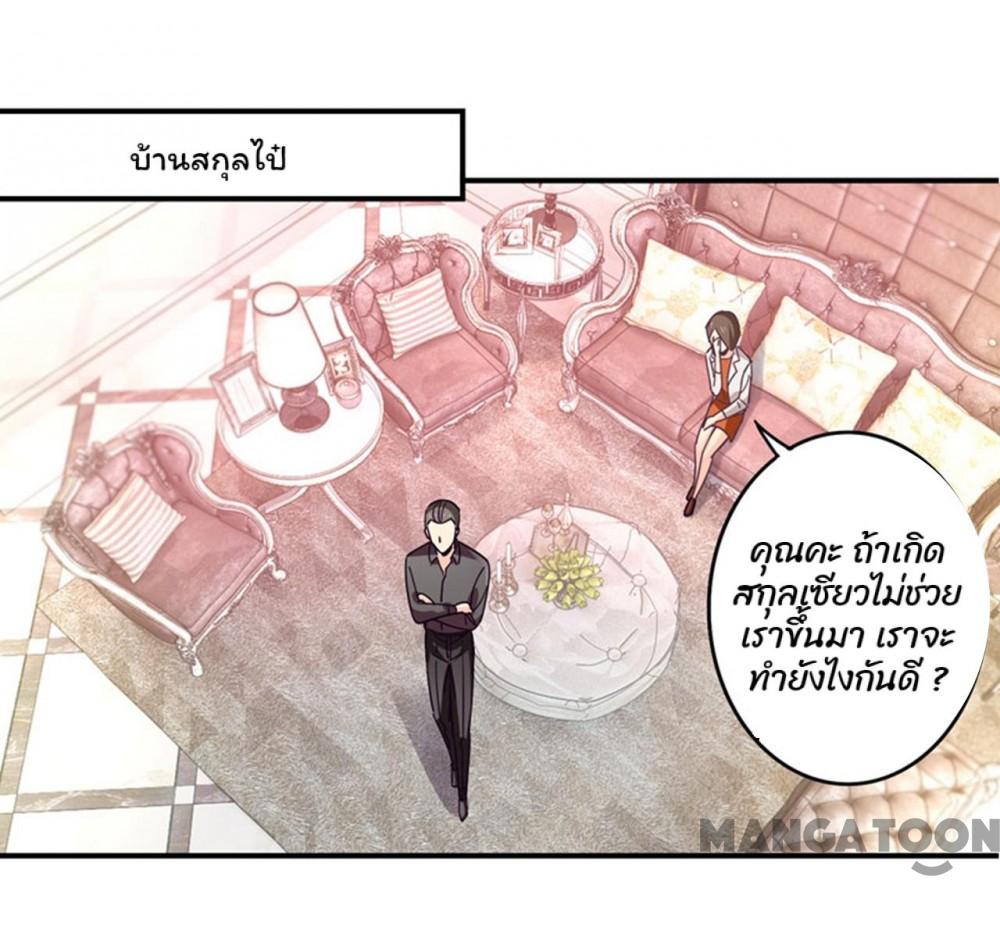 บ้านสกุลไป๋
คุณคะ ถ้าเกิด
สกุลเซียวไม่ช่วย
เราขึ้นมา เราจะ
ทำยังไงกันดี ?
MANGATOON